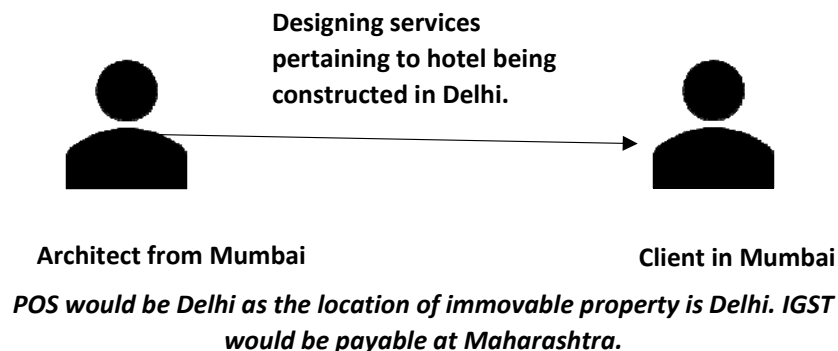 Designing services
pertaining to hotel being
constructed in Delhi.
Architect from Mumbai
Client in Mumbai
POS would be Delhi as the location of immovable property is Delhi. IGST
would be payable at Maharashtra.